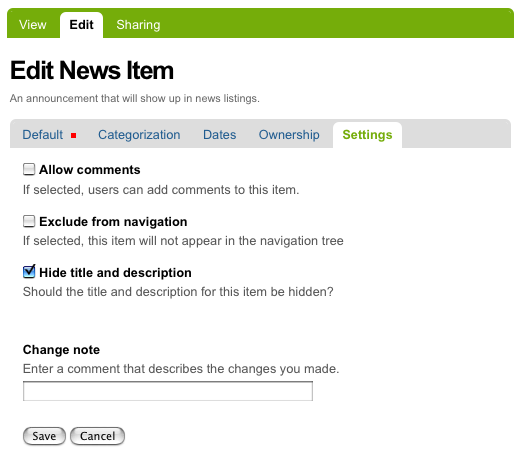 View Edit Sharing
Edit News Item
An announcement that will show up in news listings.
Default Categorization Dates Ownership Settings
Allow comments
If selected, users can add comments to this item.
Exclude from navigation
If selected, this item will not appear in the navigation tree
Hide title and description
Should the title and description for this item be hidden?
Change note
Enter a comment that describes the changes you made.
Save Cancel